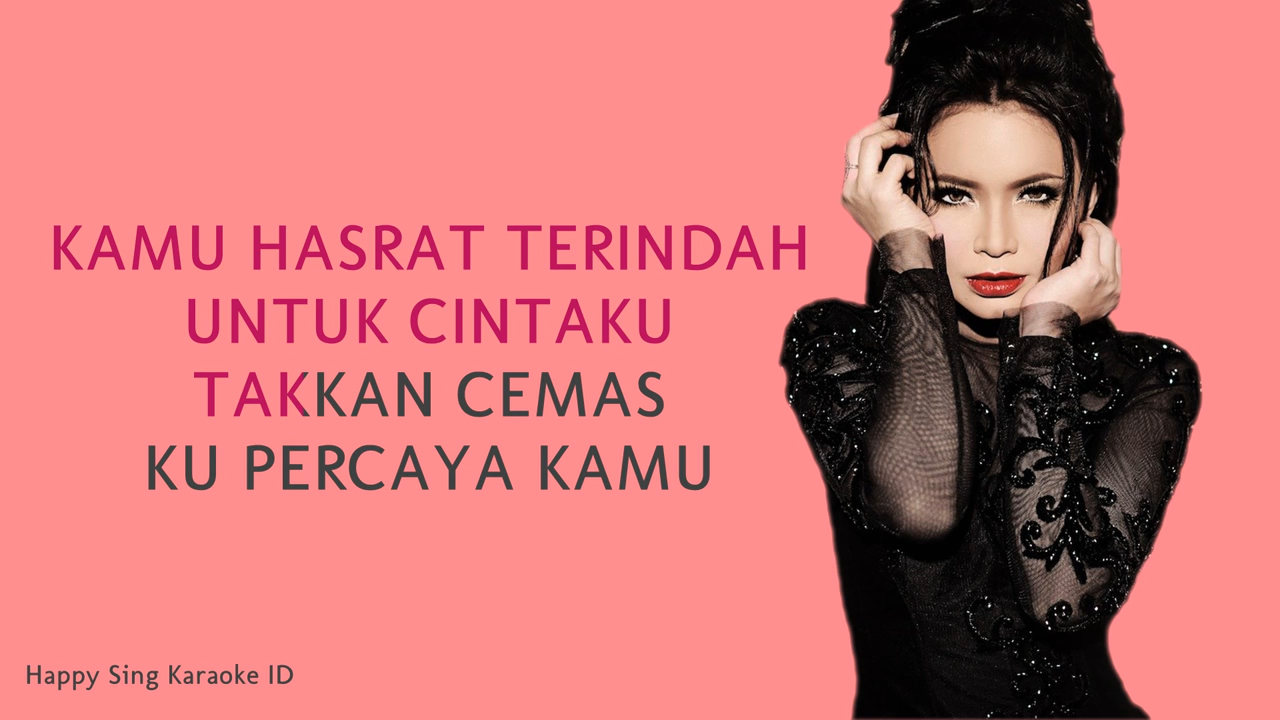 KAMU HASRAT TERINDAH
UNTUK CINTAKU
TAKKAN CEMAS
KU PERCAYA KAMU
Happy Sing Karaoke ID